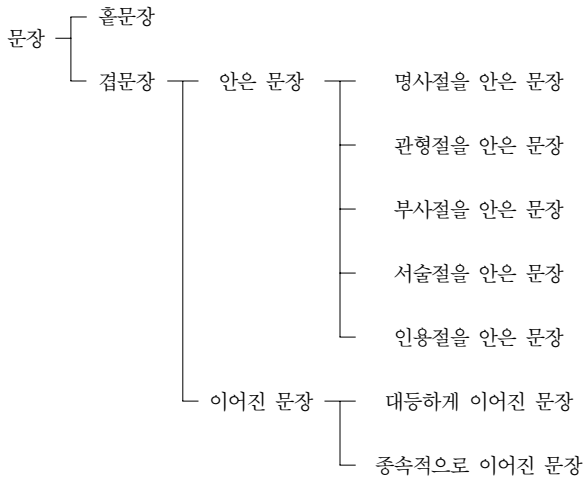 홑문장
문장
겹문장 안은 문장 명사절을 안은 문장
관형절을 안은 문장
부사절을 안은 문장
서술절을 안은 문장
인용절을 안은 문장
이어진 문장 대등하게 이어진 문장
종속적으로 이어진 문장